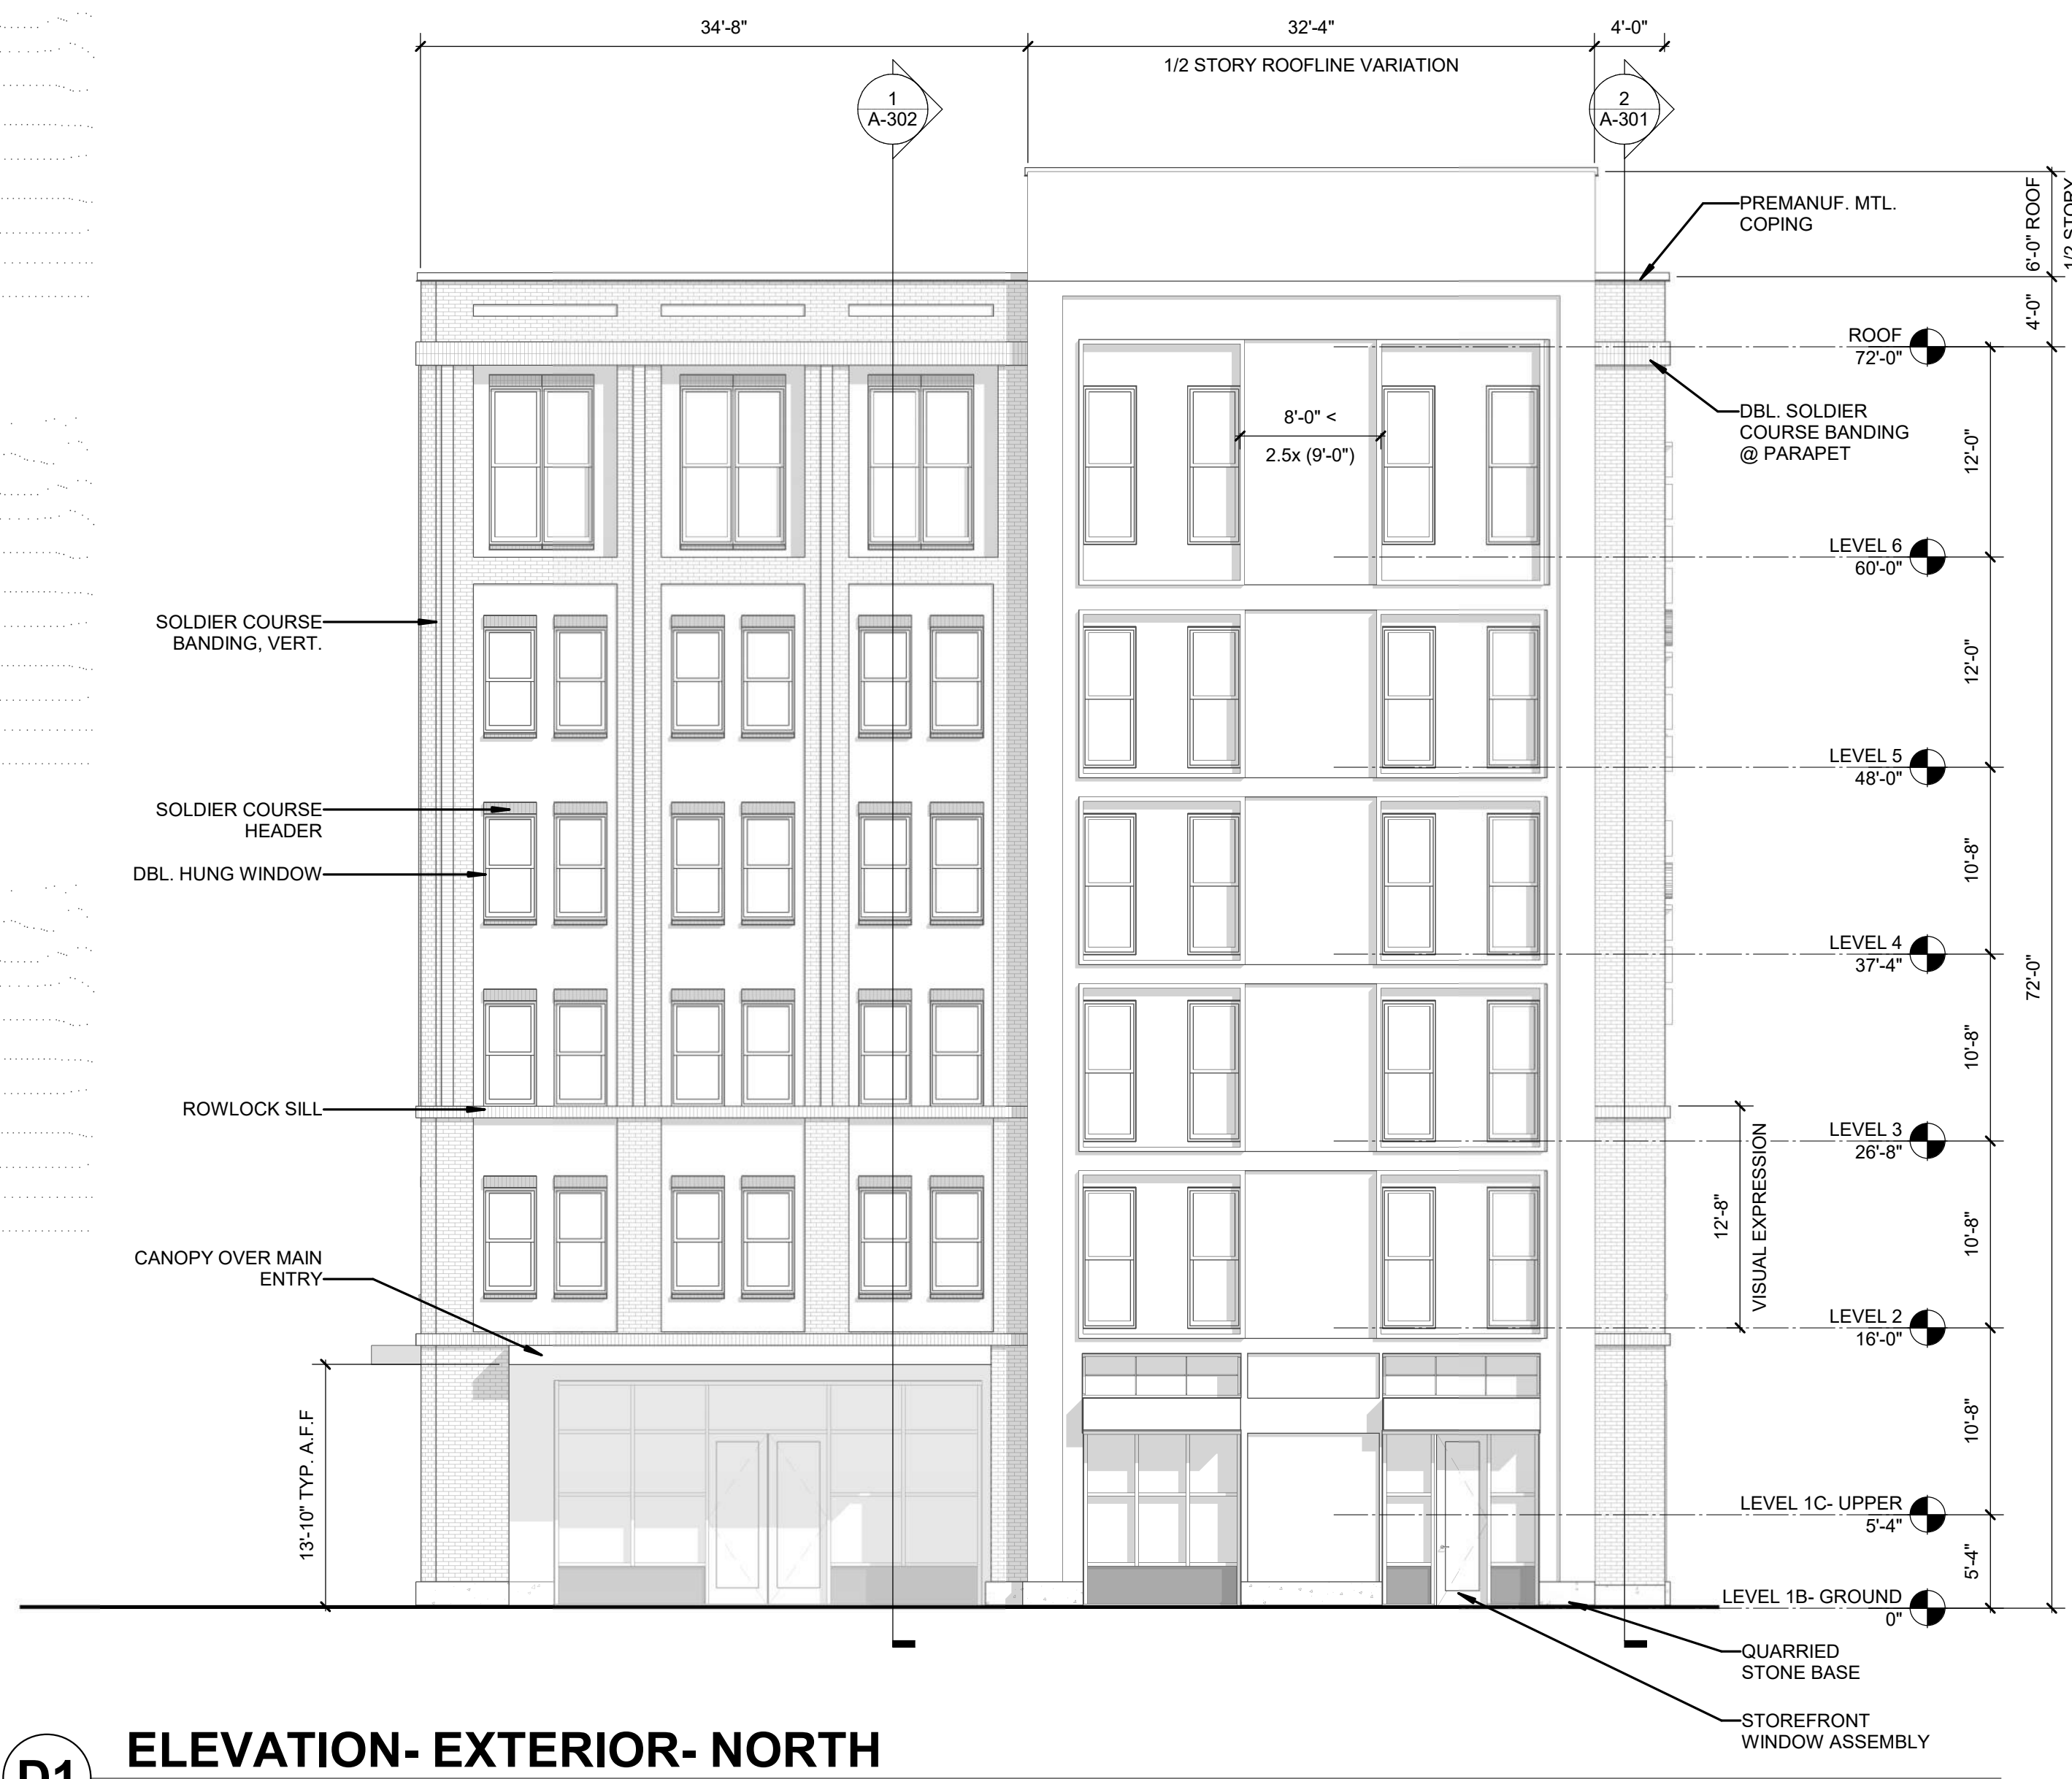 34'-8"
32'-4"
4'-0"
1/2 STORY ROOFLINE VARIATION
1
A-302
2
A-301
PREMANUF. MTL.
COPING
6'-0" ROOF
1/2 STORY
4'-0"
ROOF
72'-0"
DBL. SOLDIER
COURSE BANDING
@ PARAPET
8'-0" <
2.5x (9'-0")
12'-0"
LEVEL 6
60'-0"
SOLDIER COURSE
BANDING, VERT.
12'-0"
LEVEL 5
48'-0"
SOLDIER COURSE
HEADER
DBL. HUNG WINDOW
10'-8"
LEVEL 4
37'-4"
72'-0"
10'-8"
ROWLOCK SILL
LEVEL 3
26'-8"
12'-8"
VISUAL EXPRESSION
10'-8"
CANOPY OVER MAIN
ENTRY
LEVEL 2
16'-0"
13'-10" TYP. A.F.F
10'-8"
LEVEL 1C- UPPER
5'-4"
5'-4"
LEVEL 1B- GROUND
0"
QUARRIED
STONE BASE
STOREFRONT
WINDOW ASSEMBLY
D1
ELEVATION- EXTERIOR- NORTH